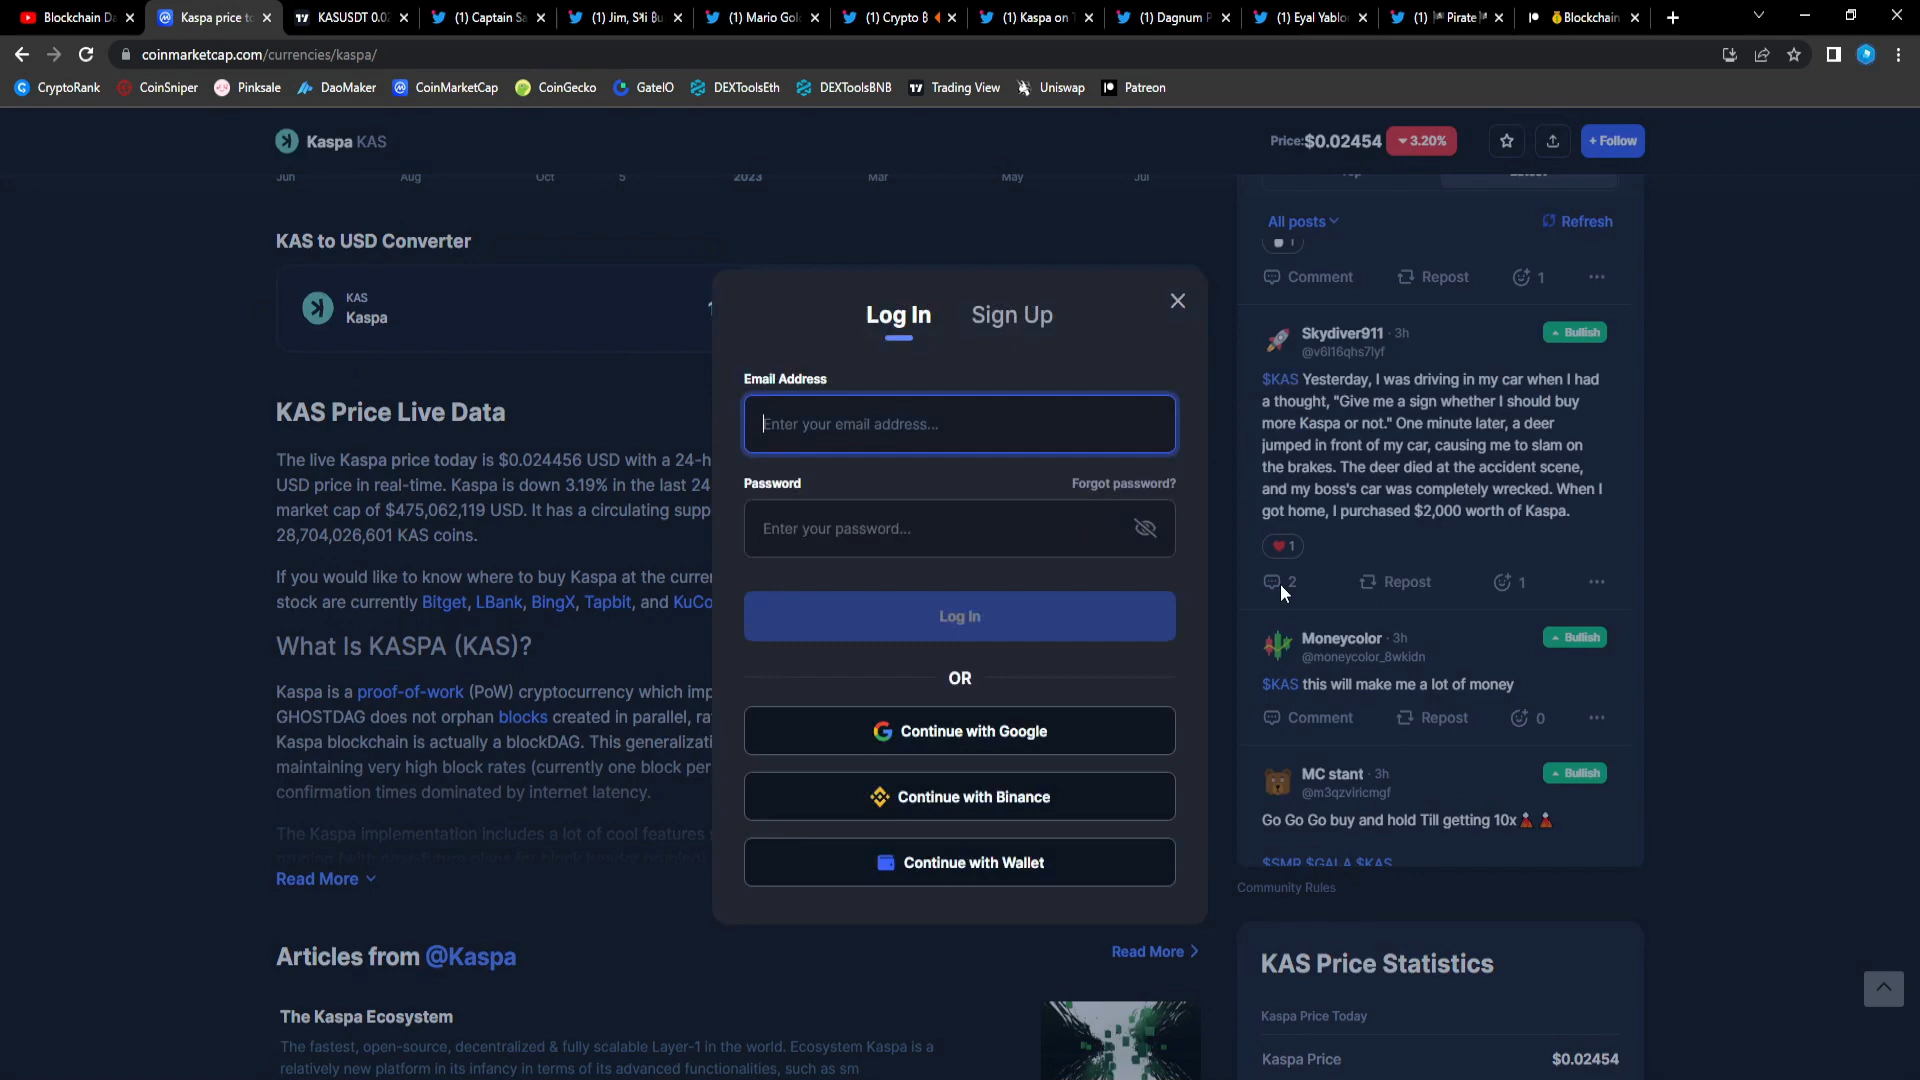 Blockchain Da
Kaspa price to
KASUSDT 0.02
(1) Captain Sa
(1) Mario Gol
(1) Crypto B
(1) Kaspa on
(1) Dagnum P
(1) Eyal Yablo
Blockchain
coinmarketcap.com/currencies/kaspa/
CryptoRank CoinSniper Pinksale DaoMaker CoinMarketCap CoinGecko GateIO DEXToolsEth DEXToolsBNB Trading View Uniswap Patreon
Kaspa KAS
Price:$0.02454 3.20%
+ Follow
Jun Aug Oct 5 2023 Mar May Jul
KAS to USD Converter
KAS
Kaspa
KAS Price Live Data
The live Kaspa price today is $0.024456 USD with a 24-h
USD price in real-time. Kaspa is down 3.19% in the last 24
market cap of $475,062,119 USD. It has a circulating supp
28,704,026,601 KAS coins.
If you would like to know where to buy Kaspa at the curre
stock are currently Bitget, LBank, BingX, Tapbit, and KuCo
What Is KASPA (KAS)?
Kaspa is a proof-of-work (PoW) cryptocurrency which imp
GHOSTDAG does not orphan blocks created in parallel, ra
Kaspa blockchain is actually a blockDAG. This generalizati
maintaining very high block rates (currently one block per
confirmation times dominated by internet latency.
The Kaspa implementation includes a lot of cool features
Read More
Articles from @Kaspa
Read More
The Kaspa Ecosystem
The fastest, open-source, decentralized & fully scalable Layer-1 in the world. Ecosystem Kaspa is a
relatively new platform in its infancy in terms of its advanced functionalities, such as sm
Log In Sign Up
Email Address
Enter your email address...
Password Forgot password?
Enter your password...
Log In
OR
Continue with Google
Continue with Binance
Continue with Wallet
All posts Refresh
1
Comment Repost 1
Skydiver911 · 3h Bullish
@v6l16qhs7lyf
$KAS Yesterday, I was driving in my car when I had
a thought, "Give me a sign whether I should buy
more Kaspa or not." One minute later, a deer
jumped in front of my car, causing me to slam on
the brakes. The deer died at the accident scene,
and my boss's car was completely wrecked. When I
got home, I purchased $2,000 worth of Kaspa.
1
2 Repost 1
Moneycolor · 3h Bullish
@moneycolor_8wkidn
$KAS this will make me a lot of money
Comment Repost 0
MC stant · 3h Bullish
@m3qzviricmgf
Go Go Go buy and hold Till getting 10x
$SMR $GALA $KAS
Community Rules
KAS Price Statistics
Kaspa Price Today
Kaspa Price $0.02454